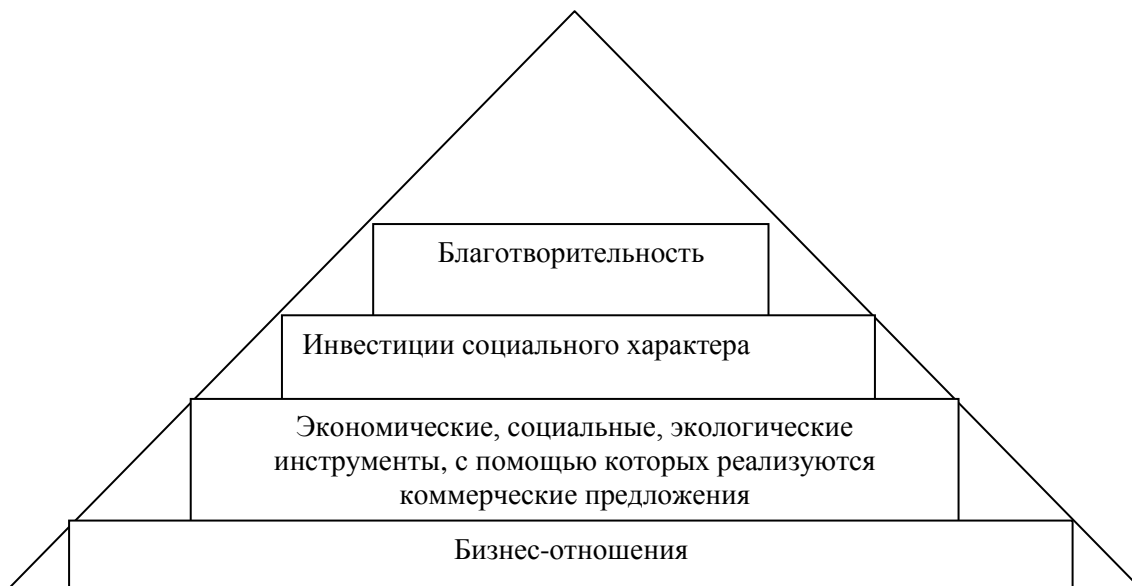 Благотворительность
Инвестиции социального характера
Экономические, социальные, экологические
инструменты, с помощью которых реализуются
коммерческие предложения
Бизнес-отношения